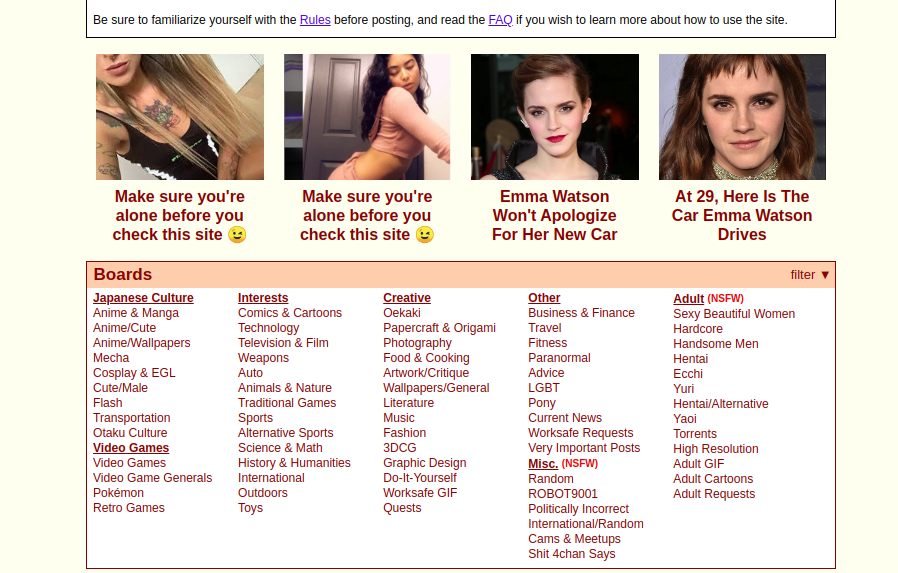 Be sure to familiarize yourself with the Rules before posting, and read the FAQ if you wish to learn more about how to use the site.
Make sure you're
alone before you
check this site 😉
Make sure you're
alone before you
check this site 😉
Emma Watson
Won't Apologize
For Her New Car
At 29, Here Is The
Car Emma Watson
Drives
Boards
filter ▼
Japanese Culture
Anime & Manga
Anime/Cute
Anime/Wallpapers
Mecha
Cosplay & EGL
Cute/Male
Flash
Transportation
Otaku Culture
Video Games
Video Games
Video Game Generals
Pokémon
Retro Games
Interests
Comics & Cartoons
Technology
Television & Film
Weapons
Auto
Animals & Nature
Traditional Games
Sports
Alternative Sports
Science & Math
History & Humanities
International
Outdoors
Toys
Creative
Oekaki
Papercraft & Origami
Photography
Food & Cooking
Artwork/Critique
Wallpapers/General
Literature
Music
Fashion
3DCG
Graphic Design
Do-It-Yourself
Worksafe GIF
Quests
Other
Business & Finance
Travel
Fitness
Paranormal
Advice
LGBT
Pony
Current News
Worksafe Requests
Very Important Posts
Misc. (NSFW)
Random
ROBOT9001
Politically Incorrect
International/Random
Cams & Meetups
Shit 4chan Says
Adult (NSFW)
Sexy Beautiful Women
Hardcore
Handsome Men
Hentai
Ecchi
Yuri
Hentai/Alternative
Yaoi
Torrents
High Resolution
Adult GIF
Adult Cartoons
Adult Requests